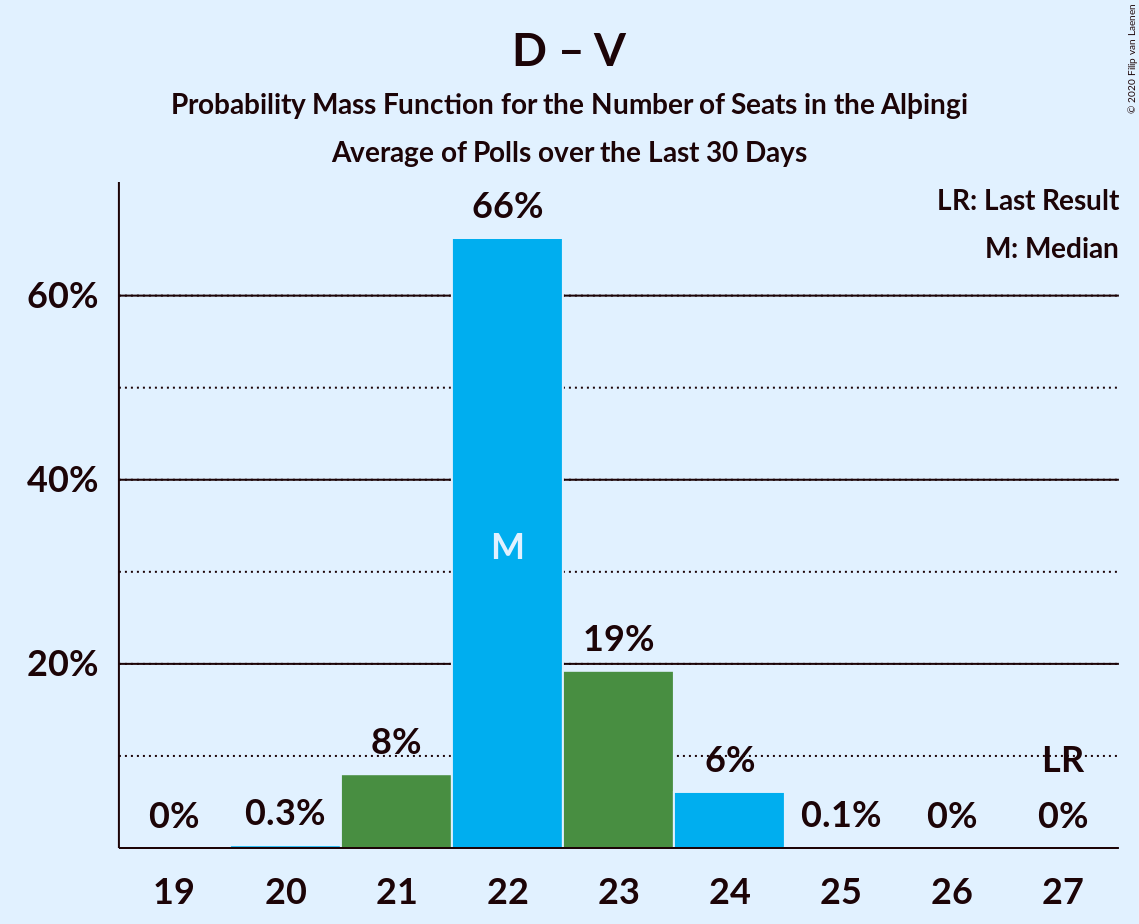 D – V
Probability Mass Function for the Number of Seats in the Alþingi
Average of Polls over the Last 30 Days
© 2020 Filip van Laenen
LR: Last Result
M: Median
66%
60%
40%
M
19%
20%
8%
6%
LR
0%
0.3%
0.1%
0%
0%
19
20
21
22
23
24
25
26
27